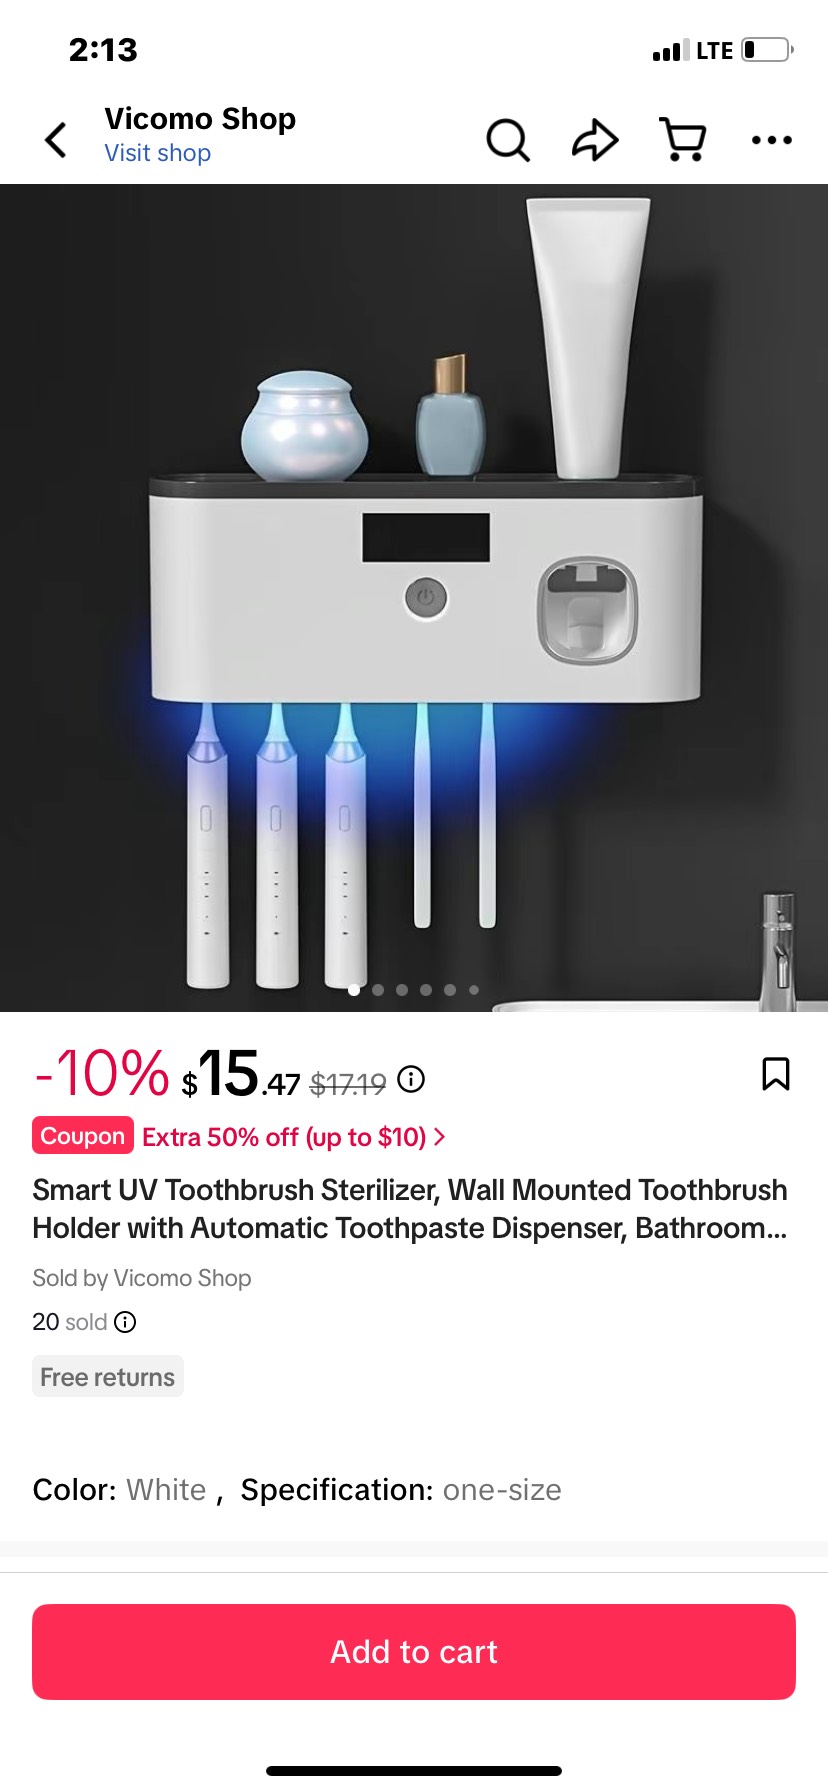 2:13
LTE
Vicomo Shop
Visit shop
-10% $15.47 $17.19
Coupon Extra 50% off (up to $10) >
Smart UV Toothbrush Sterilizer, Wall Mounted Toothbrush
Holder with Automatic Toothpaste Dispenser, Bathroom...
Sold by Vicomo Shop
20 sold
Free returns
Color: White , Specification: one-size
Add to cart